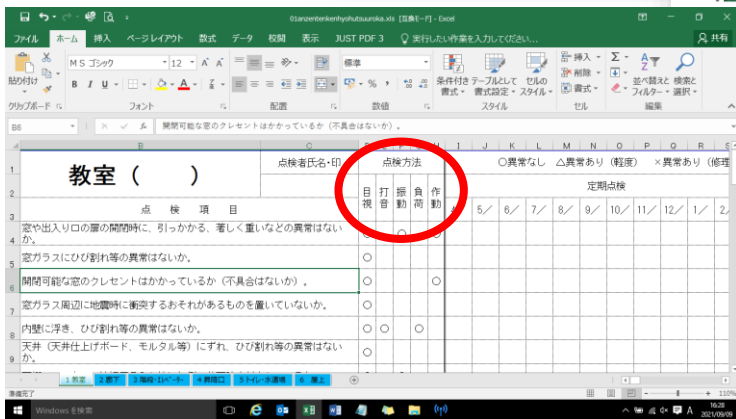 01anzentenkenhyohutsuuroka.xls [互換モード] - Excel
ファイル ホーム 挿入 ページ レイアウト 数式 データ 校閲 表示 JUST PDF 3 実行したい作業を入力してください... 共有
ＭＳ ゴシック 12 標準 挿入 削除 書式
貼り付け 条件付き書式 テーブルとして書式設定 セルのスタイル 並べ替えとフィルター 検索と選択
クリップボード フォント 配置 数値 スタイル セル 編集
B6 開閉可能な窓のクレセントはかかっているか（不具合はないか）。
B C I J K L M N O P Q R S
教室（　　） 点検者氏名・印 点検方法 ○異常なし △異常あり（軽度） ×異常あり（修理
定期点検
点　検　項　目 目視 打音 振動 負荷 作動 5／ 6／ 7／ 8／ 9／ 10／ 11／ 12／ 1／ 2／
4 窓や出入り口の扉の開閉時に、引っかかる、著しく重いなどの異常はないか。
5 窓ガラスにひび割れ等の異常はないか。 ○
6 開閉可能な窓のクレセントはかかっているか（不具合はないか）。 ○ ○
7 窓ガラス周辺に地震時に衝突するおそれがあるものを置いていないか。 ○
8 内壁に浮き、ひび割れ等の異常はないか。 ○ ○ ○
9 天井（天井仕上げボード、モルタル等）にずれ、ひび割れ等の異常はないか。 ○
1 教室 2 廊下 3 階段・ｴﾚﾍﾞｰﾀｰ 4 昇降口 5 トイレ・水道場 6 屋上
準備完了 110%
Windows を検索 A 16:28
2021/09/09